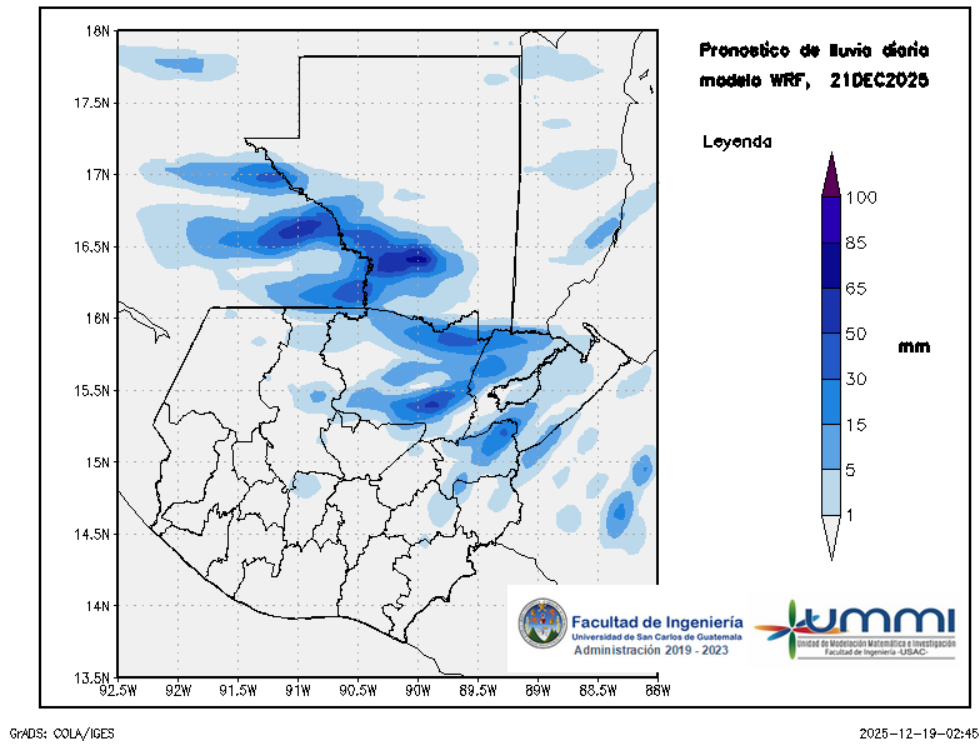 Pronostico de lluvia diaria
modelo WRF, 21DEC2025
Leyenda
100
85
65
50
30
15
5
1
mm
18N
17.5N
17N
16.5N
16N
15.5N
15N
14.5N
14N
13.5N
92.5W
92W
91.5W
91W
90.5W
90W
89.5W
89W
88.5W
88W
Facultad de Ingeniería
Universidad de San Carlos de Guatemala
Administración 2019 - 2023
ummi
Unidad de Modelación Matemática e Investigación
Facultad de Ingeniería -USAC-
GrADS: COLA/IGES
2025-12-19-02:45